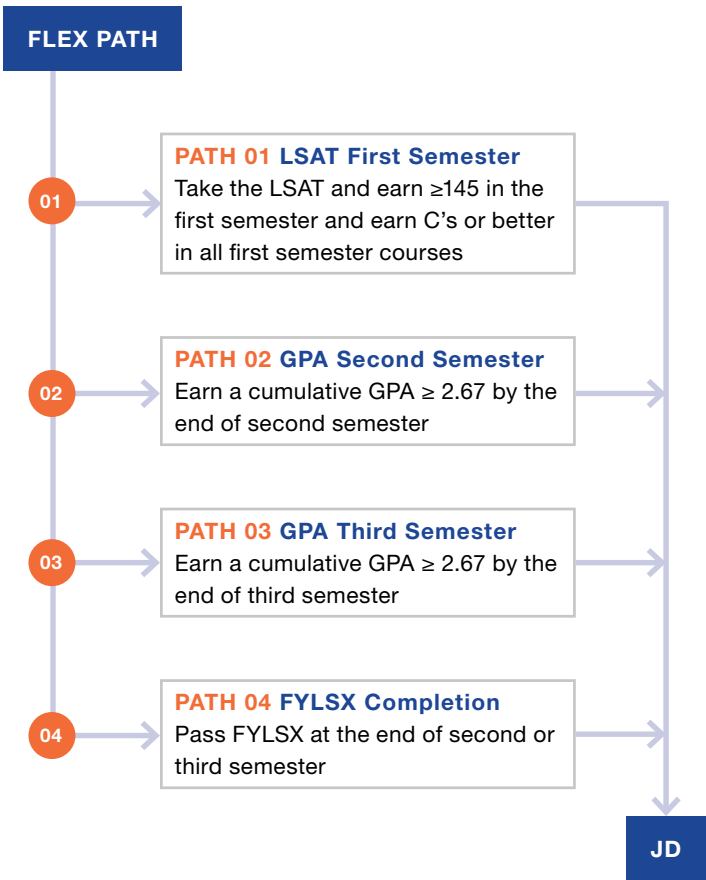 FLEX PATH
01
PATH 01 LSAT First Semester
Take the LSAT and earn ≥145 in the
first semester and earn C's or better
in all first semester courses
02
PATH 02 GPA Second Semester
Earn a cumulative GPA ≥ 2.67 by the
end of second semester
03
PATH 03 GPA Third Semester
Earn a cumulative GPA ≥ 2.67 by the
end of third semester
04
PATH 04 FYLSX Completion
Pass FYLSX at the end of second or
third semester
JD